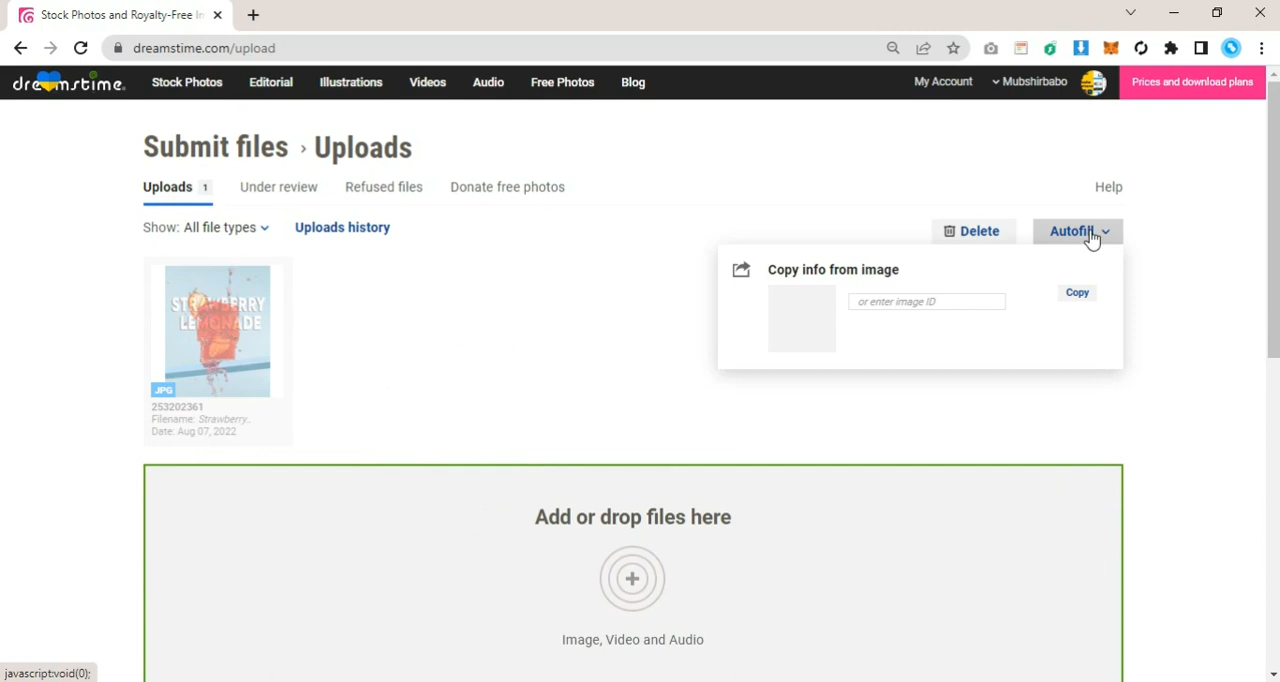 Stock Photos and Royalty-Free In
dreamstime.com/upload
dreamstime.
Stock Photos
Editorial
Illustrations
Videos
Audio
Free Photos
Blog
My Account
Mubshirbabo
Prices and download plans
Submit files › Uploads
Uploads 1
Under review
Refused files
Donate free photos
Help
Show: All file types
Uploads history
Delete
Autofill
Copy info from image
or enter image ID
Copy
STRAWBERRY
LEMONADE
JPG
253202361
Filename: Strawberry..
Date: Aug 07, 2022
Add or drop files here
Image, Video and Audio
javascript:void(0);